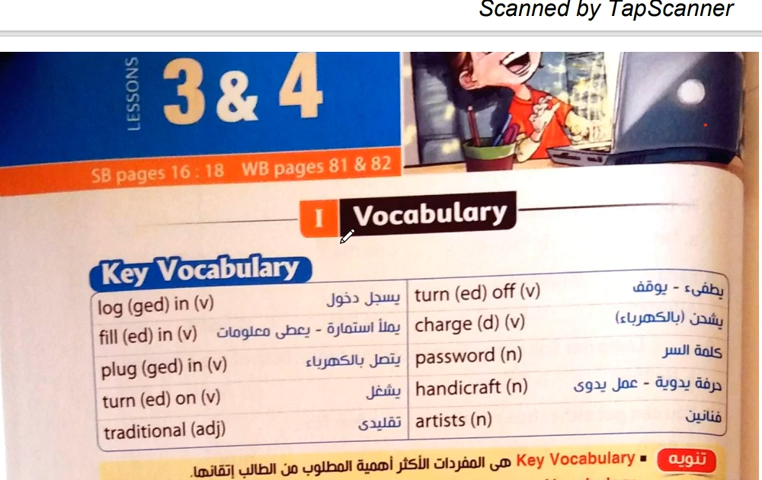 Scanned by TapScanner
LESSONS
3 & 4
SB pages 16 : 18 WB pages 81 & 82
I Vocabulary
Key Vocabulary
log (ged) in (v) يسجل دخول
fill (ed) in (v) يملأ استمارة - يعطى معلومات
plug (ged) in (v) يتصل بالكهرباء
turn (ed) on (v) يشغل
traditional (adj) تقليدى
turn (ed) off (v) يطفىء - يوقف
charge (d) (v) يشحن (بالكهرباء)
password (n) كلمة السر
handicraft (n) حرفة يدوية - عمل يدوى
artists (n) فنانين
تنويه ▪ Key Vocabulary هى المفردات الأكثر أهمية المطلوب من الطالب إتقانها.